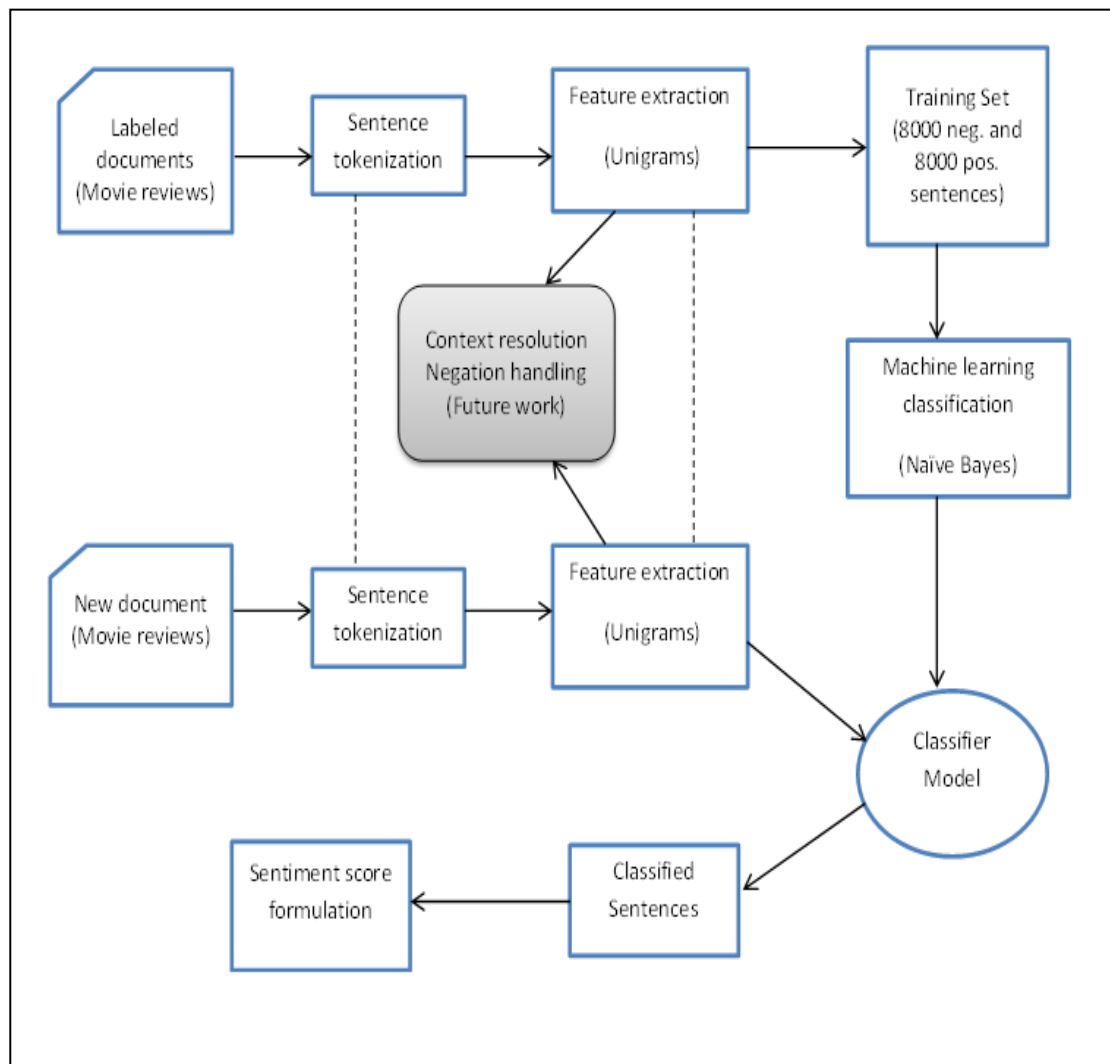 Labeled
documents
(Movie reviews)
Sentence
tokenization
Feature extraction
(Unigrams)
Training Set
(8000 neg. and
8000 pos.
sentences)
Context resolution
Negation handling
(Future work)
Machine learning
classification
(Naïve Bayes)
New document
(Movie reviews)
Sentence
tokenization
Feature extraction
(Unigrams)
Classifier
Model
Sentiment score
formulation
Classified
Sentences